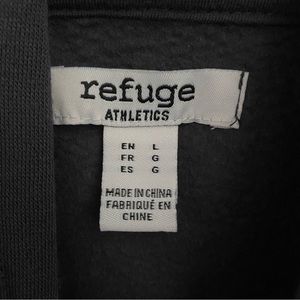 refuge
ATHLETICS
EN L
FR G
ES G
MADE IN CHINA
FABRIQUÉ EN
CHINE